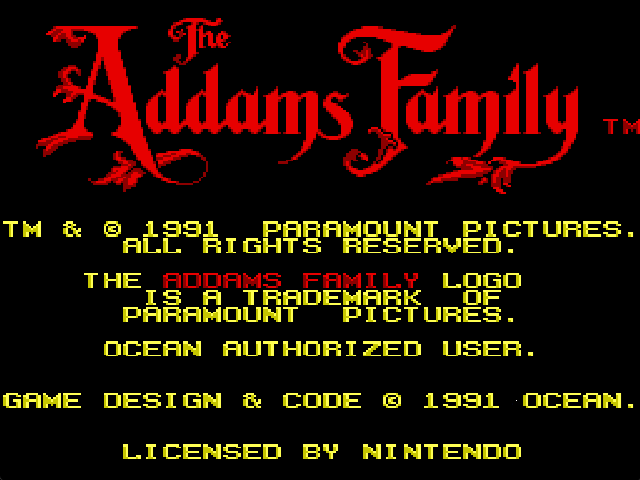 The
Addams Family TM
TM & © 1991 PARAMOUNT PICTURES.
ALL RIGHTS RESERVED.
THE ADDAMS FAMILY LOGO
IS A TRADEMARK OF
PARAMOUNT PICTURES.
OCEAN AUTHORIZED USER.
GAME DESIGN & CODE © 1991 OCEAN.
LICENSED BY NINTENDO